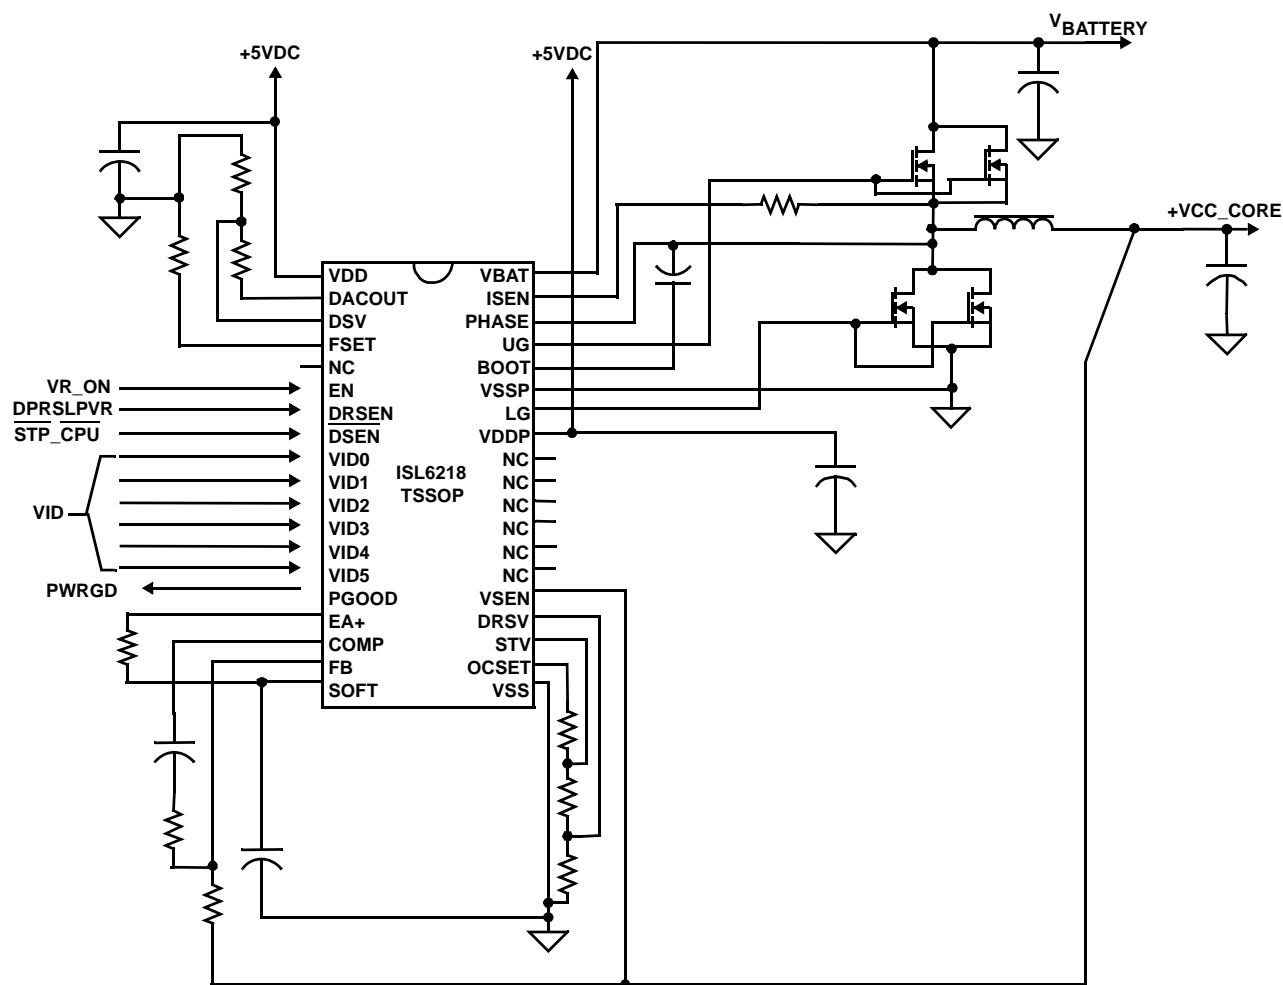 VBATTERY
+5VDC
+5VDC
+VCC_CORE
VDD
DACOUT
DSV
FSET
NC
EN
DRSEN
DSEN
VID0
VID1
VID2
VID3
VID4
VID5
PGOOD
EA+
COMP
FB
SOFT
VBAT
ISEN
PHASE
UG
BOOT
VSSP
LG
VDDP
NC
NC
NC
NC
NC
NC
VSEN
DRSV
STV
OCSET
VSS
ISL6218
TSSOP
VR_ON
DPRSLPVR
STP_CPU
VID
PWRGD